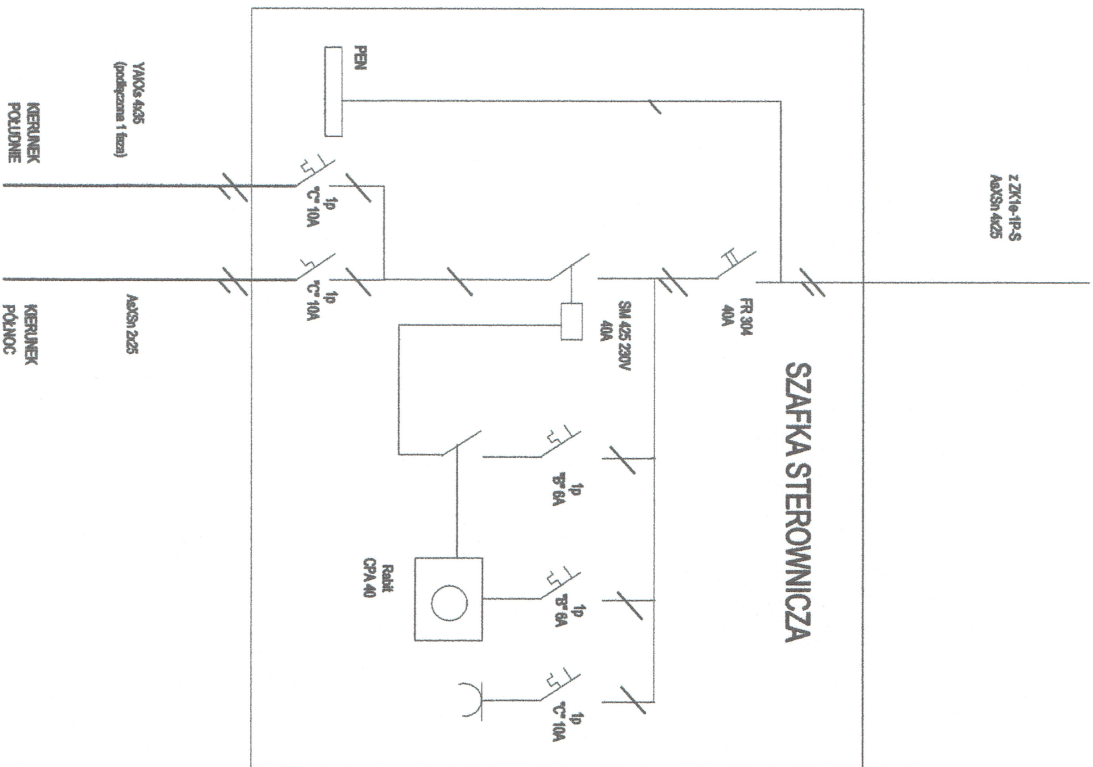 z ZK1e-1P-S
AsXSn 4x25
SZAFKA STEROWNICZA
PEN
FR 304
40A
SM 425 230V
40A
1p
"C" 10A
1p
"C" 10A
1p
"B" 6A
1p
"B" 6A
1p
"C" 10A
Rabit
CPA 40
YAKXs 4x35
(podłączona 1 faza)
KIERUNEK
POŁUDNIE
AsXSn 2x25
KIERUNEK
PÓŁNOC